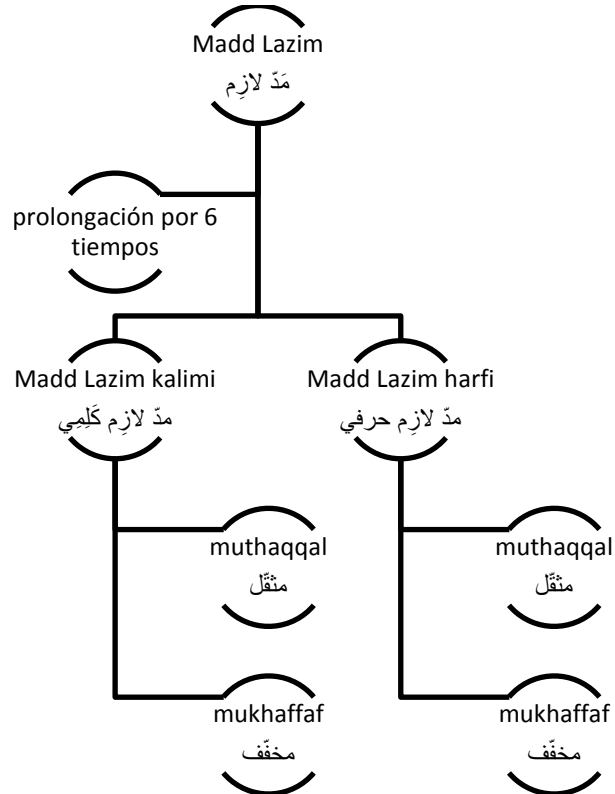 Madd Lazim
مَدّ لازِم
prolongación por 6
tiempos
Madd Lazim kalimi
مدّ لازِم كَلِمِي
Madd Lazim harfi
مدّ لازِم حرفي
muthaqqal
مثقّل
muthaqqal
مثقّل
mukhaffaf
مخفّف
mukhaffaf
مخفّف